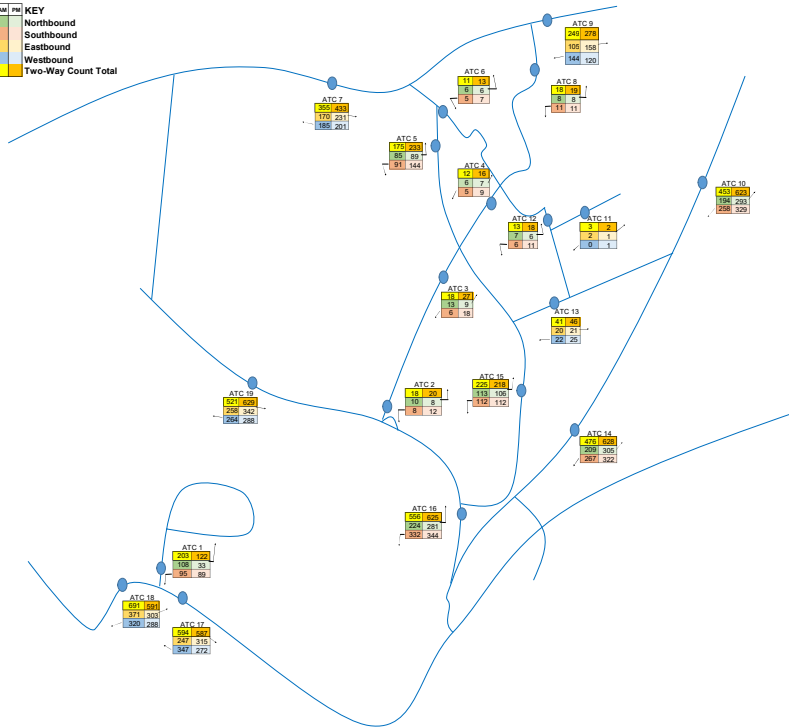 AM PM KEY
Northbound
Southbound
Eastbound
Westbound
Two-Way Count Total
ATC 9
249 278
105 158
144 120
ATC 6
11 13
6 6
5 7
ATC 8
18 19
8 8
11 11
ATC 7
355 433
170 231
185 201
ATC 5
175 233
85 89
91 144
ATC 4
12 16
6 7
5 9
ATC 10
453 623
194 293
258 329
ATC 12
13 18
7 6
6 11
ATC 11
3 2
2 1
0 1
ATC 3
18 27
13 9
6 18
ATC 13
41 46
20 21
22 25
ATC 19
521 629
258 342
264 288
ATC 2
18 20
10 8
8 12
ATC 15
225 218
113 106
112 112
ATC 14
476 628
209 305
267 322
ATC 16
556 625
224 281
332 344
ATC 1
203 122
108 33
95 89
ATC 18
691 591
371 303
320 288
ATC 17
594 587
247 315
347 272